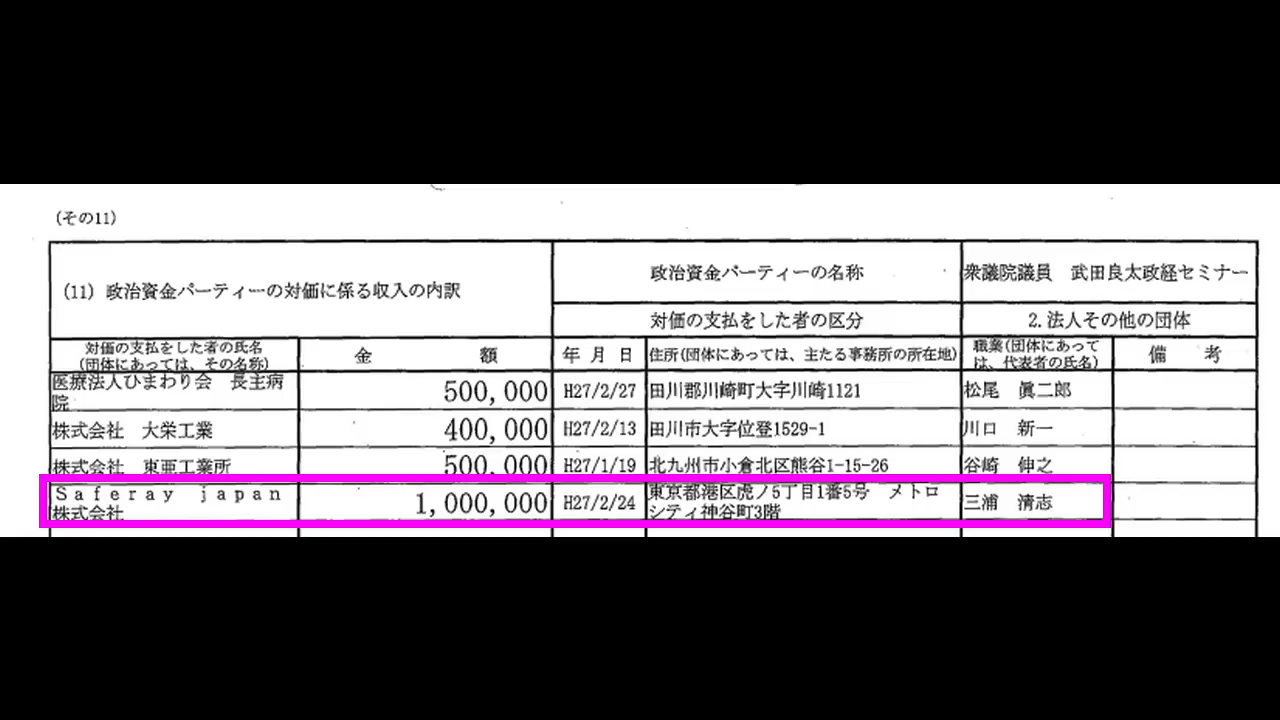 (その11)
(11) 政治資金パーティーの対価に係る収入の内訳
政治資金パーティーの名称
衆議院議員　武田良太政経セミナー
対価の支払をした者の区分
2.法人その他の団体
対価の支払をした者の氏名
(団体にあっては、その名称)
金　額
年月日
住所(団体にあっては、主たる事務所の所在地)
職業(団体にあって
は、代表者の氏名)
備　考
医療法人ひまわり会　長主病
院
500,000
H27/2/27
田川郡川崎町大字川崎1121
松尾　眞二郎
株式会社　大栄工業
400,000
H27/2/13
田川市大字位登1529-1
川口　新一
株式会社　東亜工業所
500,000
H27/1/19
北九州市小倉北区熊谷1-15-26
谷崎　伸之
Ｓａｆｅｒａｙ　ｊａｐａｎ
株式会社
1,000,000
H27/2/24
東京都港区虎ノ5丁目1番5号　メトロ
シティ神谷町3階
三浦　清志